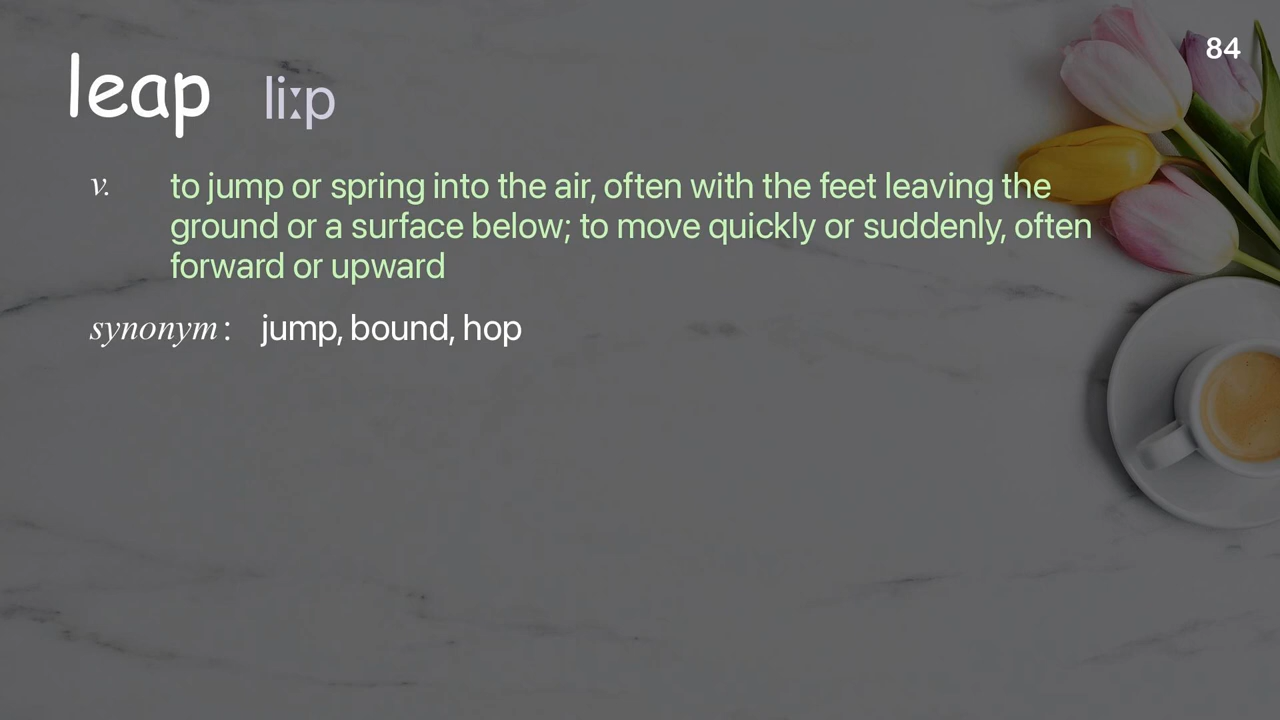 84
leap liːp
v. to jump or spring into the air, often with the feet leaving the
ground or a surface below; to move quickly or suddenly, often
forward or upward
synonym : jump, bound, hop